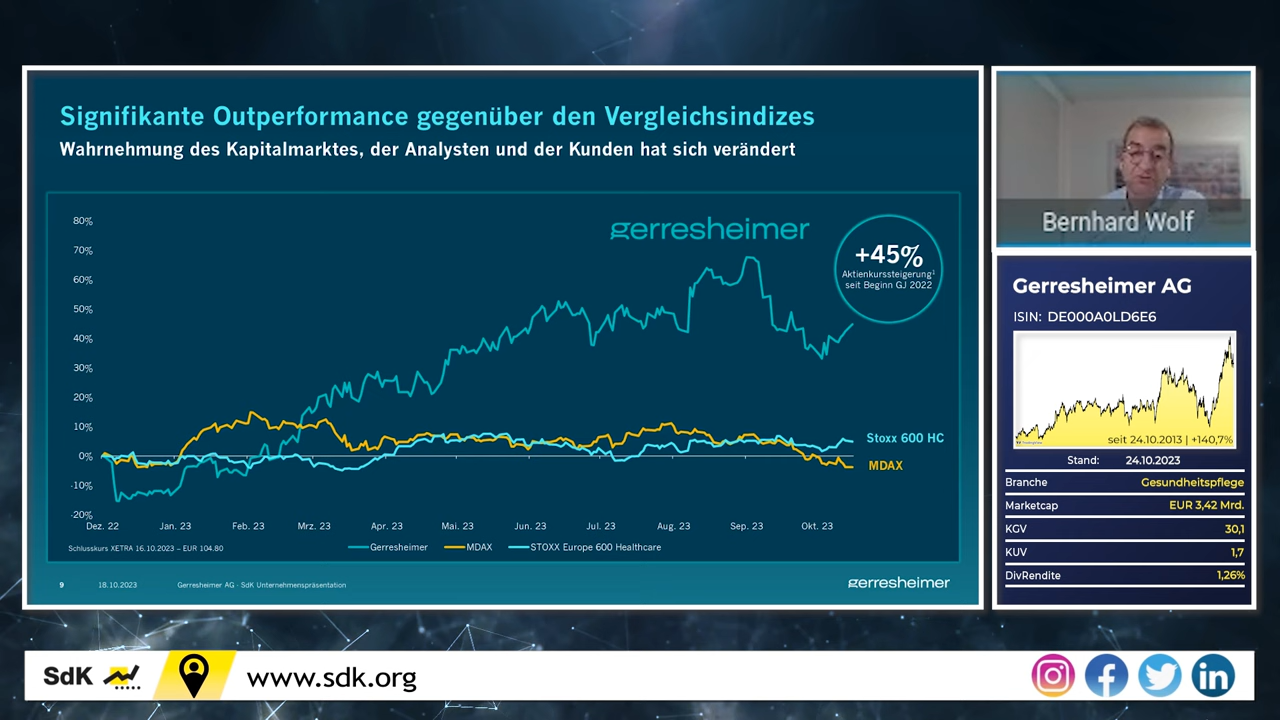 Signifikante Outperformance gegenüber den Vergleichsindizes
Wahrnehmung des Kapitalmarktes, der Analysten und der Kunden hat sich verändert
gerresheimer
+45%
Aktienkurssteigerung¹
seit Beginn GJ 2022
80%
70%
60%
50%
40%
30%
20%
10%
0%
-10%
-20%
Stoxx 600 HC
MDAX
Dez. 22 Jan. 23 Feb. 23 Mrz. 23 Apr. 23 Mai. 23 Jun. 23 Jul. 23 Aug. 23 Sep. 23 Okt. 23
Schlusskurs XETRA 16.10.2023 – EUR 104.80
Gerresheimer MDAX STOXX Europe 600 Healthcare
9 18.10.2023 Gerresheimer AG - SdK Unternehmenspräsentation
gerresheimer
Bernhard Wolf
Gerresheimer AG
ISIN: DE000A0LD6E6
seit 24.10.2013 | +140,7%
Stand: 24.10.2023
Branche Gesundheitspflege
Marketcap EUR 3,42 Mrd.
KGV 30,1
KUV 1,7
DivRendite 1,26%
SdK
www.sdk.org